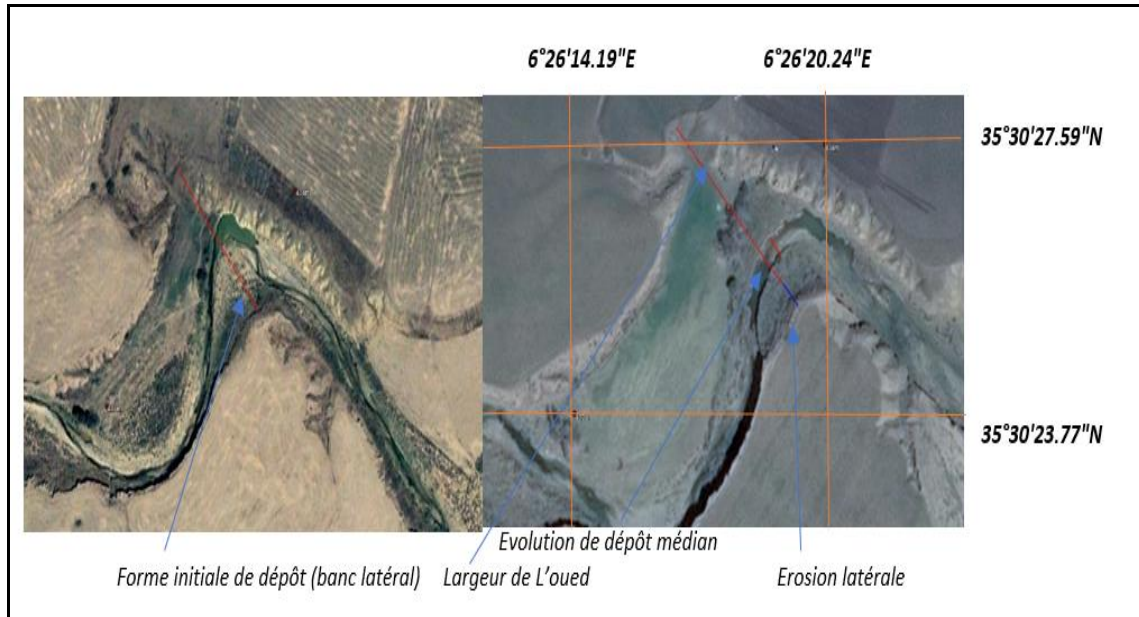 6°26'14.19"E 6°26'20.24"E
35°30'27.59"N
35°30'23.77"N
Evolution de dépôt médian
Forme initiale de dépôt (banc latéral) Largeur de L'oued Erosion latérale